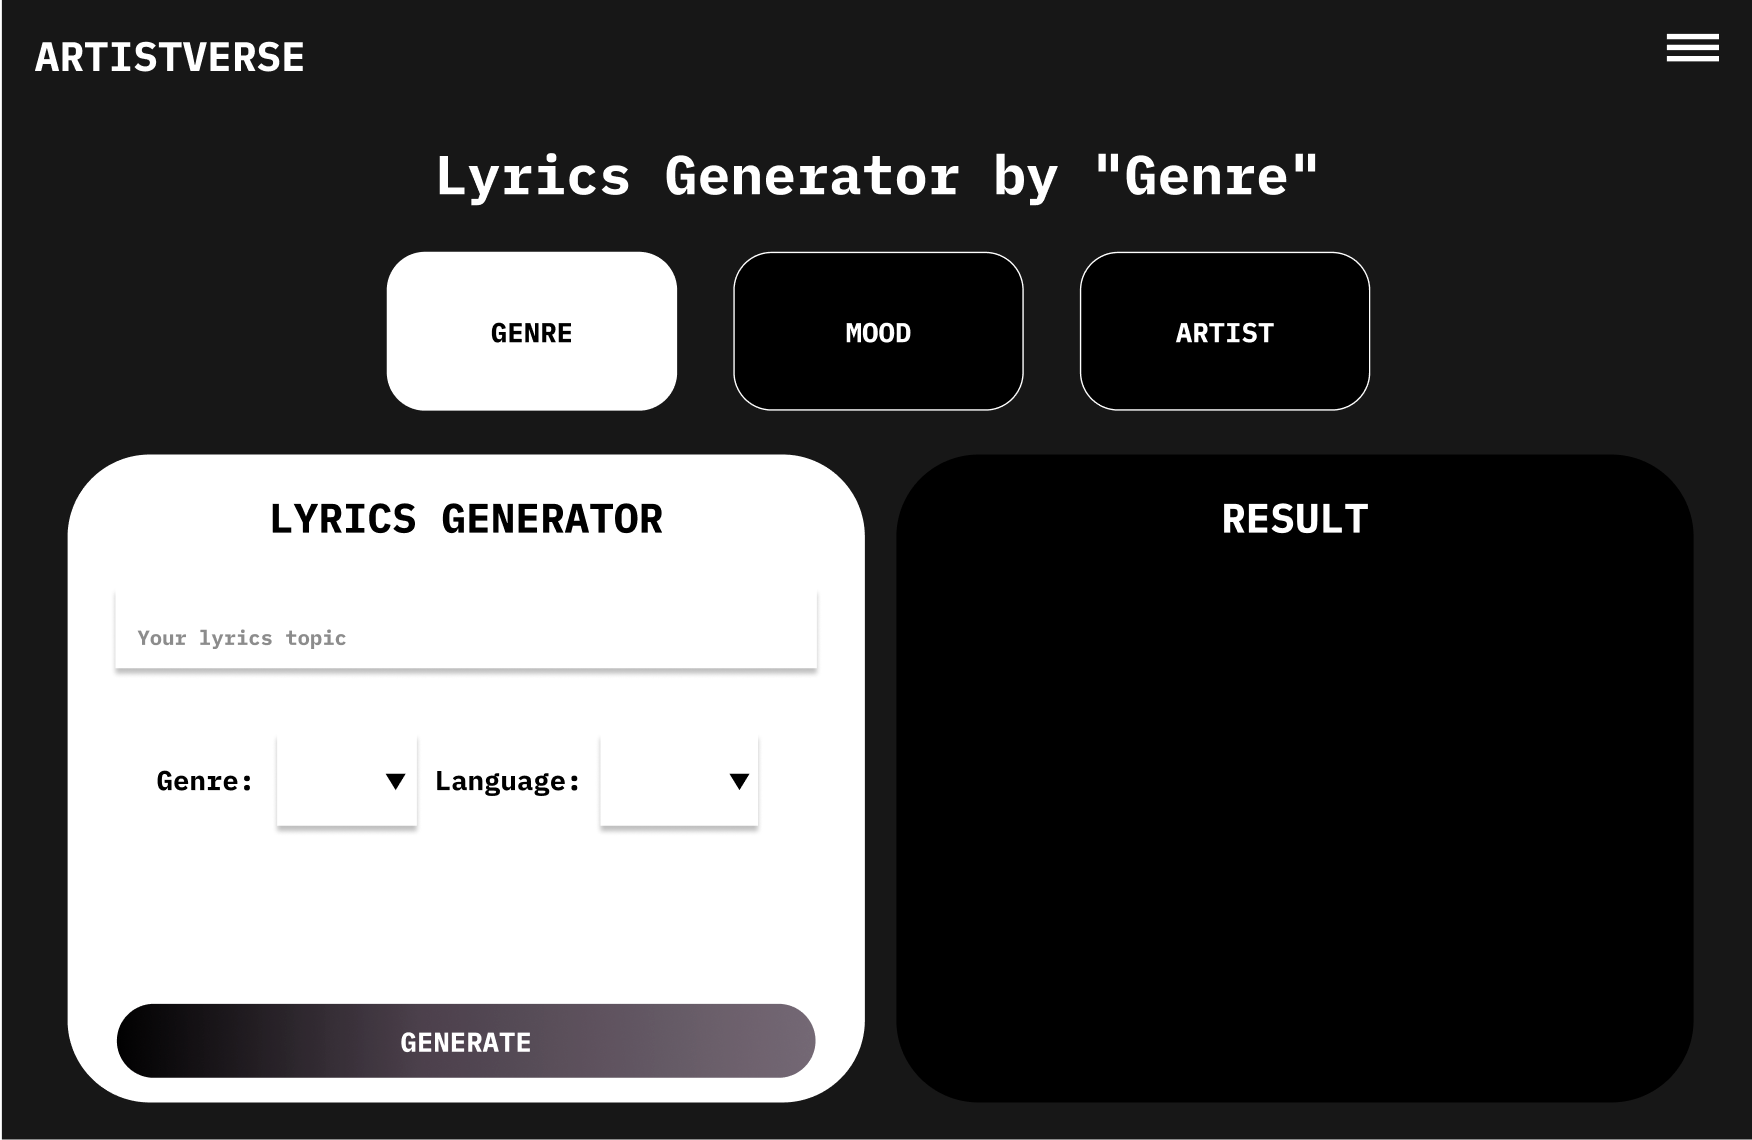 ARTISTVERSE
Lyrics Generator by "Genre"
GENRE
MOOD
ARTIST
LYRICS GENERATOR
Your lyrics topic
Genre:
Language:
GENERATE
RESULT